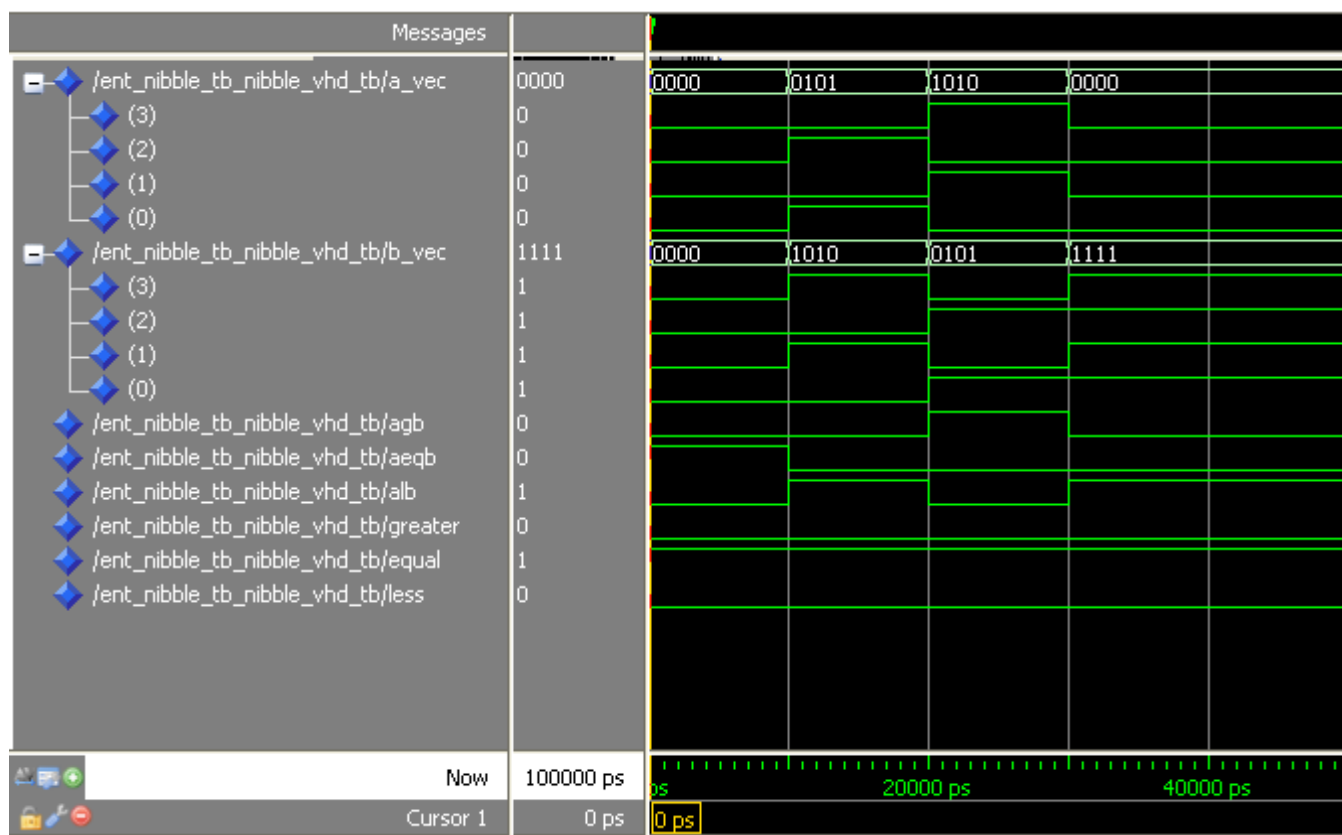 Messages
/ent_nibble_tb_nibble_vhd_tb/a_vec 0000 0000 0101 1010 0000
(3) 0
(2) 0
(1) 0
(0) 0
/ent_nibble_tb_nibble_vhd_tb/b_vec 1111 0000 1010 0101 1111
(3) 1
(2) 1
(1) 1
(0) 1
/ent_nibble_tb_nibble_vhd_tb/agb 0
/ent_nibble_tb_nibble_vhd_tb/aeqb 0
/ent_nibble_tb_nibble_vhd_tb/alb 1
/ent_nibble_tb_nibble_vhd_tb/greater 0
/ent_nibble_tb_nibble_vhd_tb/equal 1
/ent_nibble_tb_nibble_vhd_tb/less 0
Now 100000 ps ps 20000 ps 40000 ps
Cursor 1 0 ps 0 ps